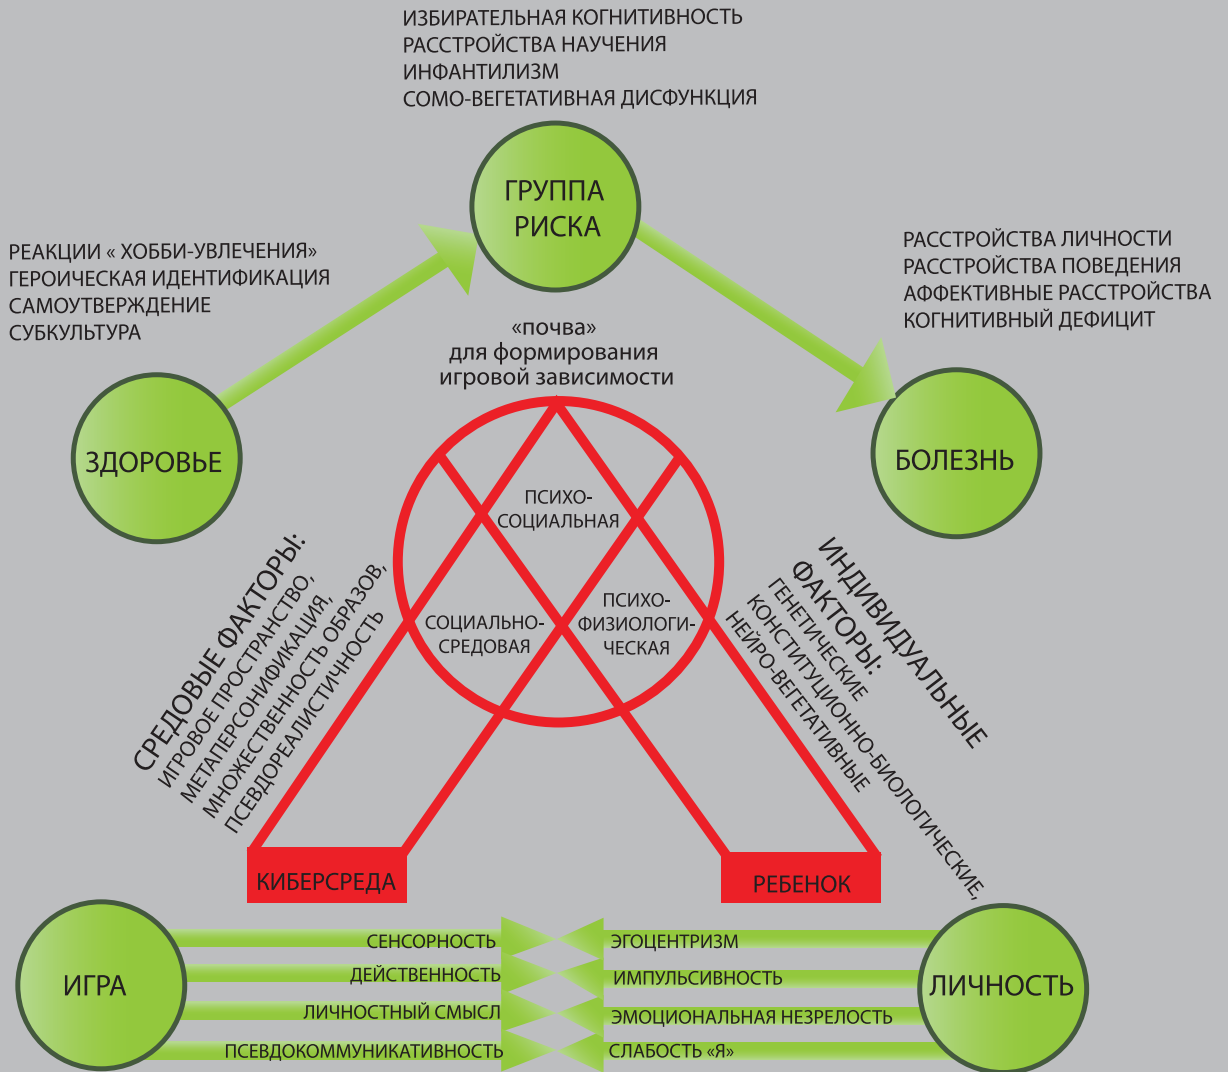 ИЗБИРАТЕЛЬНАЯ КОГНИТИВНОСТЬ
РАССТРОЙСТВА НАУЧЕНИЯ
ИНФАНТИЛИЗМ
СОМО-ВЕГЕТАТИВНАЯ ДИСФУНКЦИЯ
ГРУППА
РИСКА
РЕАКЦИИ « ХОББИ-УВЛЕЧЕНИЯ»
ГЕРОИЧЕСКАЯ ИДЕНТИФИКАЦИЯ
САМОУТВЕРЖДЕНИЕ
СУБКУЛЬТУРА
РАССТРОЙСТВА ЛИЧНОСТИ
РАССТРОЙСТВА ПОВЕДЕНИЯ
АФФЕКТИВНЫЕ РАССТРОЙСТВА
КОГНИТИВНЫЙ ДЕФИЦИТ
«почва»
для формирования
игровой зависимости
ЗДОРОВЬЕ
БОЛЕЗНЬ
ПСИХО-
СОЦИАЛЬНАЯ
СОЦИАЛЬНО-
СРЕДОВАЯ
ПСИХО-
ФИЗИОЛОГИ-
ЧЕСКАЯ
СРЕДОВЫЕ ФАКТОРЫ:
ИГРОВОЕ ПРОСТРАНСТВО,
МЕТАПЕРСОНИФИКАЦИЯ,
МНОЖЕСТВЕННОСТЬ ОБРАЗОВ,
ПСЕВДОРЕАЛИСТИЧНОСТЬ
ИНДИВИДУАЛЬНЫЕ
ФАКТОРЫ:
ГЕНЕТИЧЕСКИЕ
КОНСТИТУЦИОННО-БИОЛОГИЧЕСКИЕ,
НЕЙРО-ВЕГЕТАТИВНЫЕ
КИБЕРСРЕДА
РЕБЕНОК
ИГРА
СЕНСОРНОСТЬ
ДЕЙСТВЕННОСТЬ
ЛИЧНОСТНЫЙ СМЫСЛ
ПСЕВДОКОММУНИКАТИВНОСТЬ
ЭГОЦЕНТРИЗМ
ИМПУЛЬСИВНОСТЬ
ЭМОЦИОНАЛЬНАЯ НЕЗРЕЛОСТЬ
СЛАБОСТЬ «Я»
ЛИЧНОСТЬ